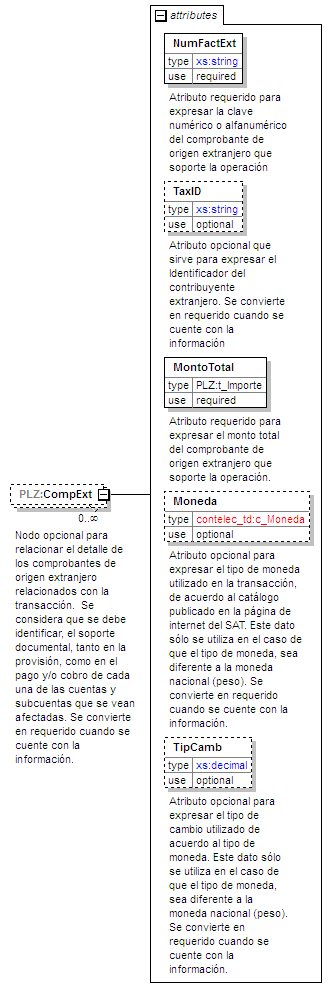 attributes
NumFactExt
type xs:string
use required
Atributo requerido para
expresar la clave
numérico o alfanumérico
del comprobante de
origen extranjero que
soporte la operación
TaxID
type xs:string
use optional
Atributo opcional que
sirve para expresar el
Identificador del
contribuyente
extranjero. Se convierte
en requerido cuando se
cuente con la
información
MontoTotal
type PLZ:t_Importe
use required
Atributo requerido para
expresar el monto total
del comprobante de
origen extranjero que
soporte la operación.
PLZ:CompExt
0..∞
Nodo opcional para
relacionar el detalle de
los comprobantes de
origen extranjero
relacionados con la
transacción.  Se
considera que se debe
identificar, el soporte
documental, tanto en la
provisión, como en el
pago y/o cobro de cada
una de las cuentas y
subcuentas que se vean
afectadas. Se convierte
en requerido cuando se
cuente con la
información.
Moneda
type contelec_td:c_Moneda
use optional
Atributo opcional para
expresar el tipo de moneda
utilizado en la transacción,
de acuerdo al catálogo
publicado en la página de
internet del SAT. Este dato
sólo se utiliza en el caso de
que el tipo de moneda, sea
diferente a la moneda
nacional (peso). Se
convierte en requerido
cuando se cuente con la
información.
TipCamb
type xs:decimal
use optional
Atributo opcional para
expresar el tipo de
cambio utilizado de
acuerdo al tipo de
moneda. Este dato sólo
se utiliza en el caso de
que el tipo de moneda,
sea diferente a la
moneda nacional (peso).
Se convierte en
requerido cuando se
cuente con la
información.